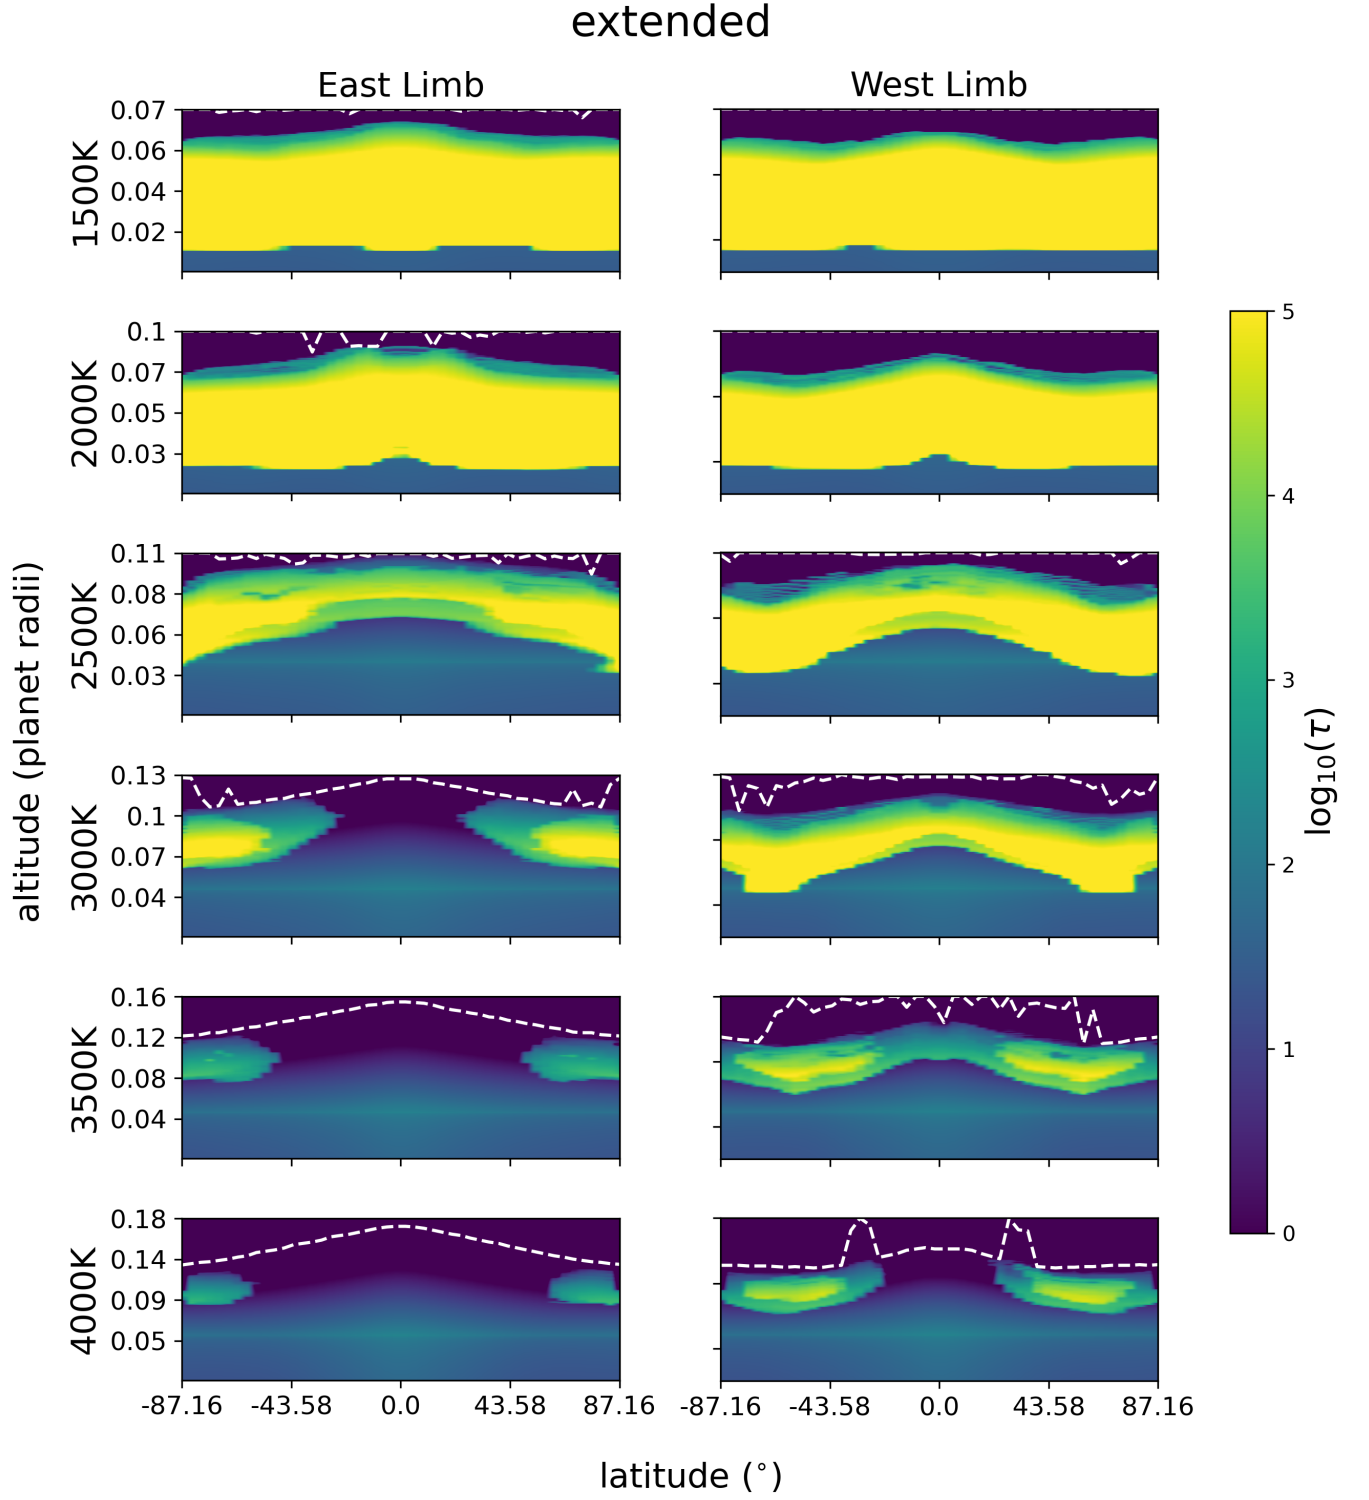 extended
East Limb West Limb
1500K
0.07
0.06
0.04
0.02
2000K
0.1
0.07
0.05
0.03
2500K
0.11
0.08
0.06
0.03
3000K
0.13
0.1
0.07
0.04
3500K
0.16
0.12
0.08
0.04
4000K
0.18
0.14
0.09
0.05
altitude (planet radii)
-87.16 -43.58 0.0 43.58 87.16 -87.16 -43.58 0.0 43.58 87.16
latitude (°)
5
4
3
2
1
0
log₁₀(τ)